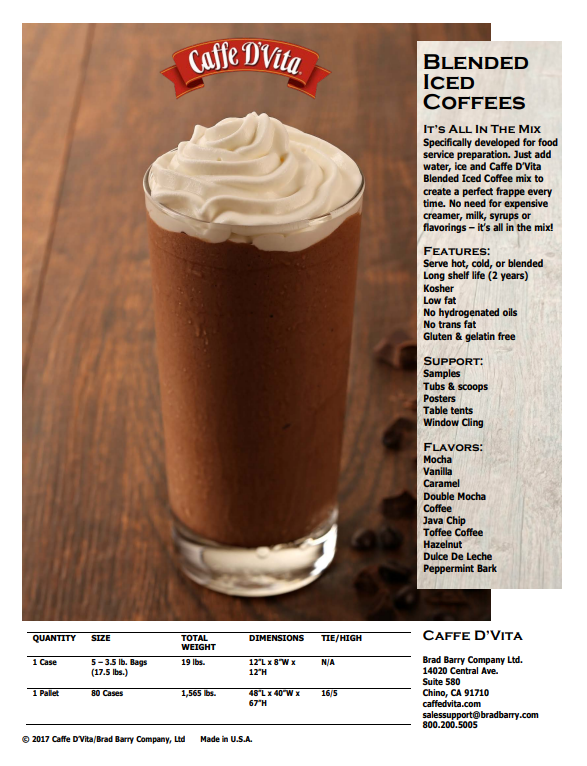 Caffe D'Vita
BLENDED
ICED
COFFEES
IT'S ALL IN THE MIX
Specifically developed for food
service preparation. Just add
water, ice and Caffe D'Vita
Blended Iced Coffee mix to
create a perfect frappe every
time. No need for expensive
creamer, milk, syrups or
flavorings – it's all in the mix!
FEATURES:
Serve hot, cold, or blended
Long shelf life (2 years)
Kosher
Low fat
No hydrogenated oils
No trans fat
Gluten & gelatin free
SUPPORT:
Samples
Tubs & scoops
Posters
Table tents
Window Cling
FLAVORS:
Mocha
Vanilla
Caramel
Double Mocha
Coffee
Java Chip
Toffee Coffee
Hazelnut
Dulce De Leche
Peppermint Bark
QUANTITY SIZE TOTAL DIMENSIONS TIE/HIGH
WEIGHT
1 Case 5 – 3.5 lb. Bags 19 lbs. 12"L x 8"W x N/A
(17.5 lbs.) 12"H
1 Pallet 80 Cases 1,565 lbs. 48"L x 40"W x 16/5
67"H
CAFFE D'VITA
Brad Barry Company Ltd.
14020 Central Ave.
Suite 580
Chino, CA 91710
caffedvita.com
salessupport@bradbarry.com
800.200.5005
© 2017 Caffe D'Vita/Brad Barry Company, Ltd Made in U.S.A.